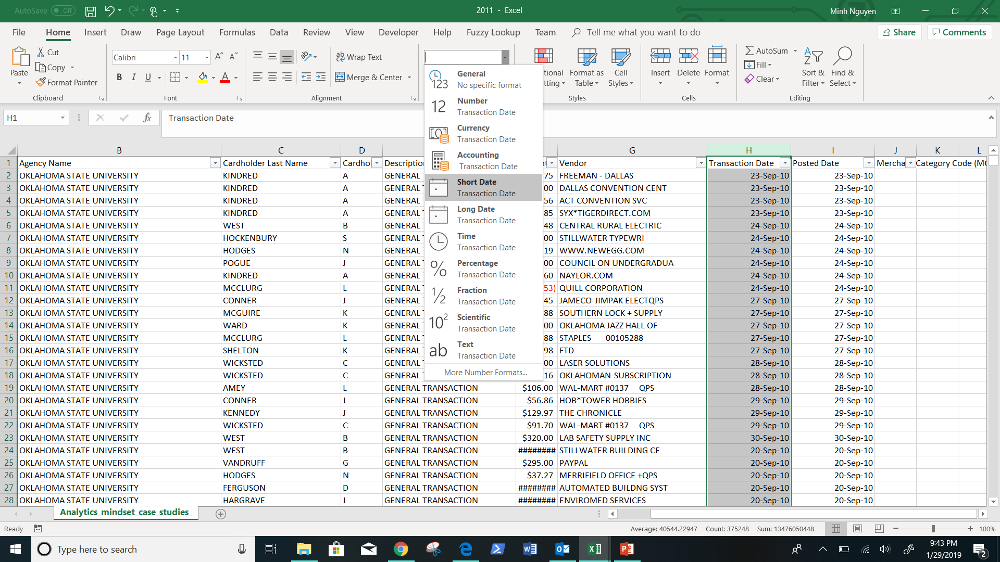 AutoSave Off
2011 - Excel
Minh Nguyen
File Home Insert Draw Page Layout Formulas Data Review View Developer Help Fuzzy Lookup Team Tell me what you want to do Share Comments
Paste
Cut
Copy
Format Painter
Clipboard
Calibri 11
B I U
Font
Wrap Text
Merge & Center
Alignment
tional
tting
Format as
Table
Cell
Styles
Styles
Insert Delete Format
Cells
AutoSum
Fill
Clear
Sort &
Filter
Find &
Select
Editing
H1
fx
Transaction Date
General
No specific format
Number
Transaction Date
Currency
Transaction Date
Accounting
Transaction Date
Short Date
Transaction Date
Long Date
Transaction Date
Time
Transaction Date
Percentage
Transaction Date
Fraction
Transaction Date
Scientific
Transaction Date
Text
Transaction Date
More Number Formats...
B C D G H I J K L
1 Agency Name Cardholder Last Name Cardhol Description t Vendor Transaction Date Posted Date Mercha Category Code (MC
2 OKLAHOMA STATE UNIVERSITY KINDRED A GENERAL T 75 FREEMAN - DALLAS 23-Sep-10 23-Sep-10
3 OKLAHOMA STATE UNIVERSITY KINDRED A GENERAL T 00 DALLAS CONVENTION CENT 23-Sep-10 23-Sep-10
4 OKLAHOMA STATE UNIVERSITY KINDRED A GENERAL T 56 ACT CONVENTION SVC 23-Sep-10 23-Sep-10
5 OKLAHOMA STATE UNIVERSITY KINDRED A GENERAL T 85 SYX*TIGERDIRECT.COM 23-Sep-10 23-Sep-10
6 OKLAHOMA STATE UNIVERSITY WEST B GENERAL T 48 CENTRAL RURAL ELECTRIC 24-Sep-10 24-Sep-10
7 OKLAHOMA STATE UNIVERSITY HOCKENBURY S GENERAL T 00 STILLWATER TYPEWRI 24-Sep-10 24-Sep-10
8 OKLAHOMA STATE UNIVERSITY HODGES N GENERAL T 19 WWW.NEWEGG.COM 24-Sep-10 24-Sep-10
9 OKLAHOMA STATE UNIVERSITY POGUE J GENERAL T 00 COUNCIL ON UNDERGRADUA 24-Sep-10 24-Sep-10
10 OKLAHOMA STATE UNIVERSITY KINDRED A GENERAL T 60 NAYLOR.COM 24-Sep-10 24-Sep-10
11 OKLAHOMA STATE UNIVERSITY MCCLURG L GENERAL T 53) QUILL CORPORATION 24-Sep-10 24-Sep-10
12 OKLAHOMA STATE UNIVERSITY CONNER J GENERAL T 45 JAMECO-JIMPAK ELECTQPS 27-Sep-10 27-Sep-10
13 OKLAHOMA STATE UNIVERSITY MCGUIRE K GENERAL T 88 SOUTHERN LOCK + SUPPLY 27-Sep-10 27-Sep-10
14 OKLAHOMA STATE UNIVERSITY WARD K GENERAL T 00 OKLAHOMA JAZZ HALL OF 27-Sep-10 27-Sep-10
15 OKLAHOMA STATE UNIVERSITY MCCLURG L GENERAL T 88 STAPLES 00105288 27-Sep-10 27-Sep-10
16 OKLAHOMA STATE UNIVERSITY SHELTON K GENERAL T 98 FTD 27-Sep-10 27-Sep-10
17 OKLAHOMA STATE UNIVERSITY WICKSTED C GENERAL T 00 LASER SOLUTIONS 28-Sep-10 28-Sep-10
18 OKLAHOMA STATE UNIVERSITY WICKSTED C GENERAL T 16 OKLAHOMAN-SUBSCRIPTION 28-Sep-10 28-Sep-10
19 OKLAHOMA STATE UNIVERSITY AMEY L GENERAL TRANSACTION $106.00 WAL-MART #0137 QPS 28-Sep-10 28-Sep-10
20 OKLAHOMA STATE UNIVERSITY CONNER J GENERAL TRANSACTION $56.86 HOB*TOWER HOBBIES 29-Sep-10 29-Sep-10
21 OKLAHOMA STATE UNIVERSITY KENNEDY J GENERAL TRANSACTION $129.97 THE CHRONICLE 29-Sep-10 29-Sep-10
22 OKLAHOMA STATE UNIVERSITY WICKSTED C GENERAL TRANSACTION $91.70 WAL-MART #0137 QPS 29-Sep-10 29-Sep-10
23 OKLAHOMA STATE UNIVERSITY WEST B GENERAL TRANSACTION $320.00 LAB SAFETY SUPPLY INC 30-Sep-10 30-Sep-10
24 OKLAHOMA STATE UNIVERSITY WEST B GENERAL TRANSACTION ######## STILLWATER BUILDING CE 20-Sep-10 20-Sep-10
25 OKLAHOMA STATE UNIVERSITY VANDRUFF G GENERAL TRANSACTION $295.00 PAYPAL 20-Sep-10 20-Sep-10
26 OKLAHOMA STATE UNIVERSITY HODGES N GENERAL TRANSACTION $37.27 MERRIFIELD OFFICE +QPS 20-Sep-10 20-Sep-10
27 OKLAHOMA STATE UNIVERSITY FERGUSON D GENERAL TRANSACTION ######## AUTOMATED BUILDNG SYST 20-Sep-10 20-Sep-10
28 OKLAHOMA STATE UNIVERSITY HARGRAVE J GENERAL TRANSACTION ######## ENVIROMED SERVICES 20-Sep-10 20-Sep-10
Analytics_mindset_case_studies_
Ready
Average: 40544.22947 Count: 375248 Sum: 13476050448 100%
Type here to search
9:43 PM
1/29/2019
2